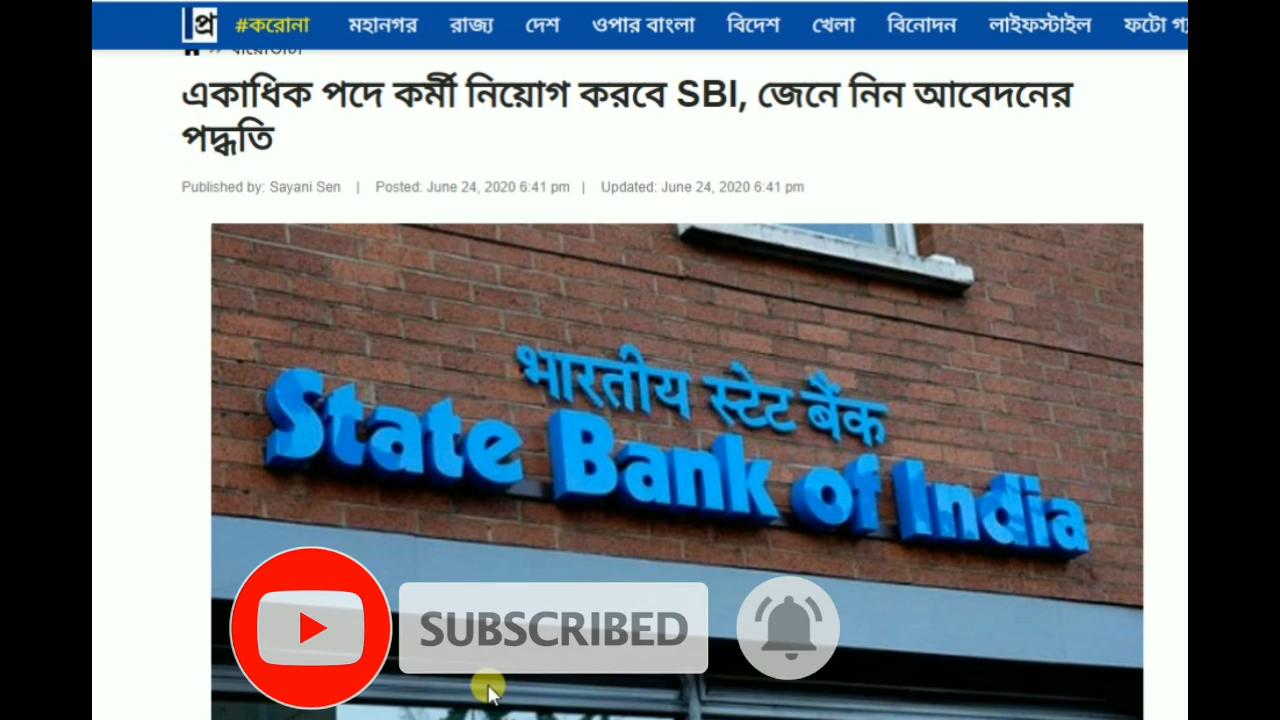 প্র #করোনা মহানগর রাজ্য দেশ ওপার বাংলা বিদেশ খেলা বিনোদন লাইফস্টাইল ফটো
একাধিক পদে কর্মী নিয়োগ করবে SBI, জেনে নিন আবেদনের
পদ্ধতি
Published by: Sayani Sen | Posted: June 24, 2020 6:41 pm | Updated: June 24, 2020 6:41 pm
भारतीय स्टेट बैंक
State Bank of India
SUBSCRIBED